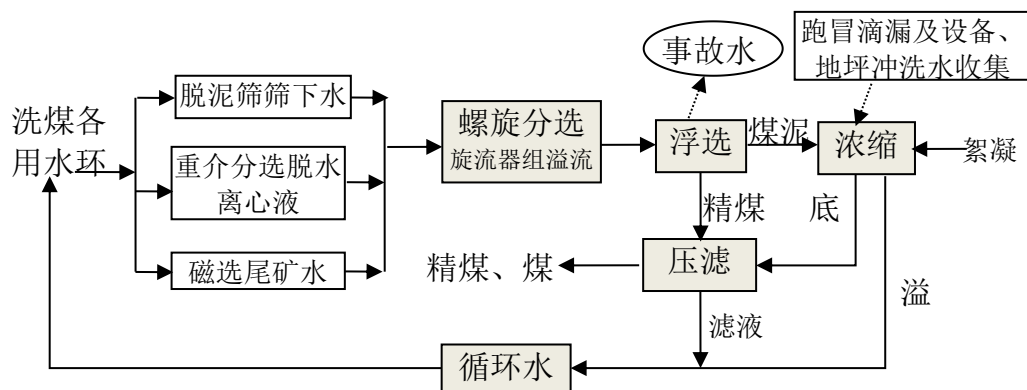 事故水
跑冒滴漏及设备、
地坪冲洗水收集
洗煤各
用水环
脱泥筛筛下水
重介分选脱水
离心液
磁选尾矿水
螺旋分选
旋流器组溢流
浮选
煤泥
浓缩
絮凝
精煤
底
压滤
精煤、煤
溢
滤液
循环水